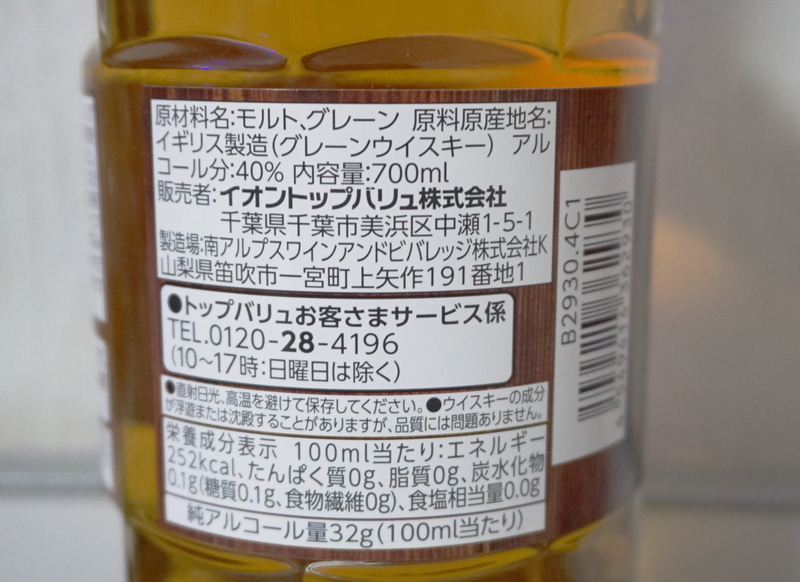 原材料名:モルト、グレーン 原料原産地名:
イギリス製造(グレーンウイスキー) アル
コール分:40% 内容量:700ml
販売者:イオントップバリュ株式会社
千葉県千葉市美浜区中瀬1-5-1
製造場:南アルプスワインアンドビバレッジ株式会社K
山梨県笛吹市一宮町上矢作191番地1
●トップバリュお客さまサービス係
TEL.0120-28-4196
(10~17時:日曜日は除く)
●直射日光、高温を避けて保存してください。●ウイスキーの成分
が浮遊または沈殿することがありますが、品質には問題ありません。
栄養成分表示 100ml当たり:エネルギー
252kcal、たんぱく質0g、脂質0g、炭水化物
0.1g(糖質0.1g、食物繊維0g)、食塩相当量0.0g
純アルコール量32g(100ml当たり)
B2930.4C1